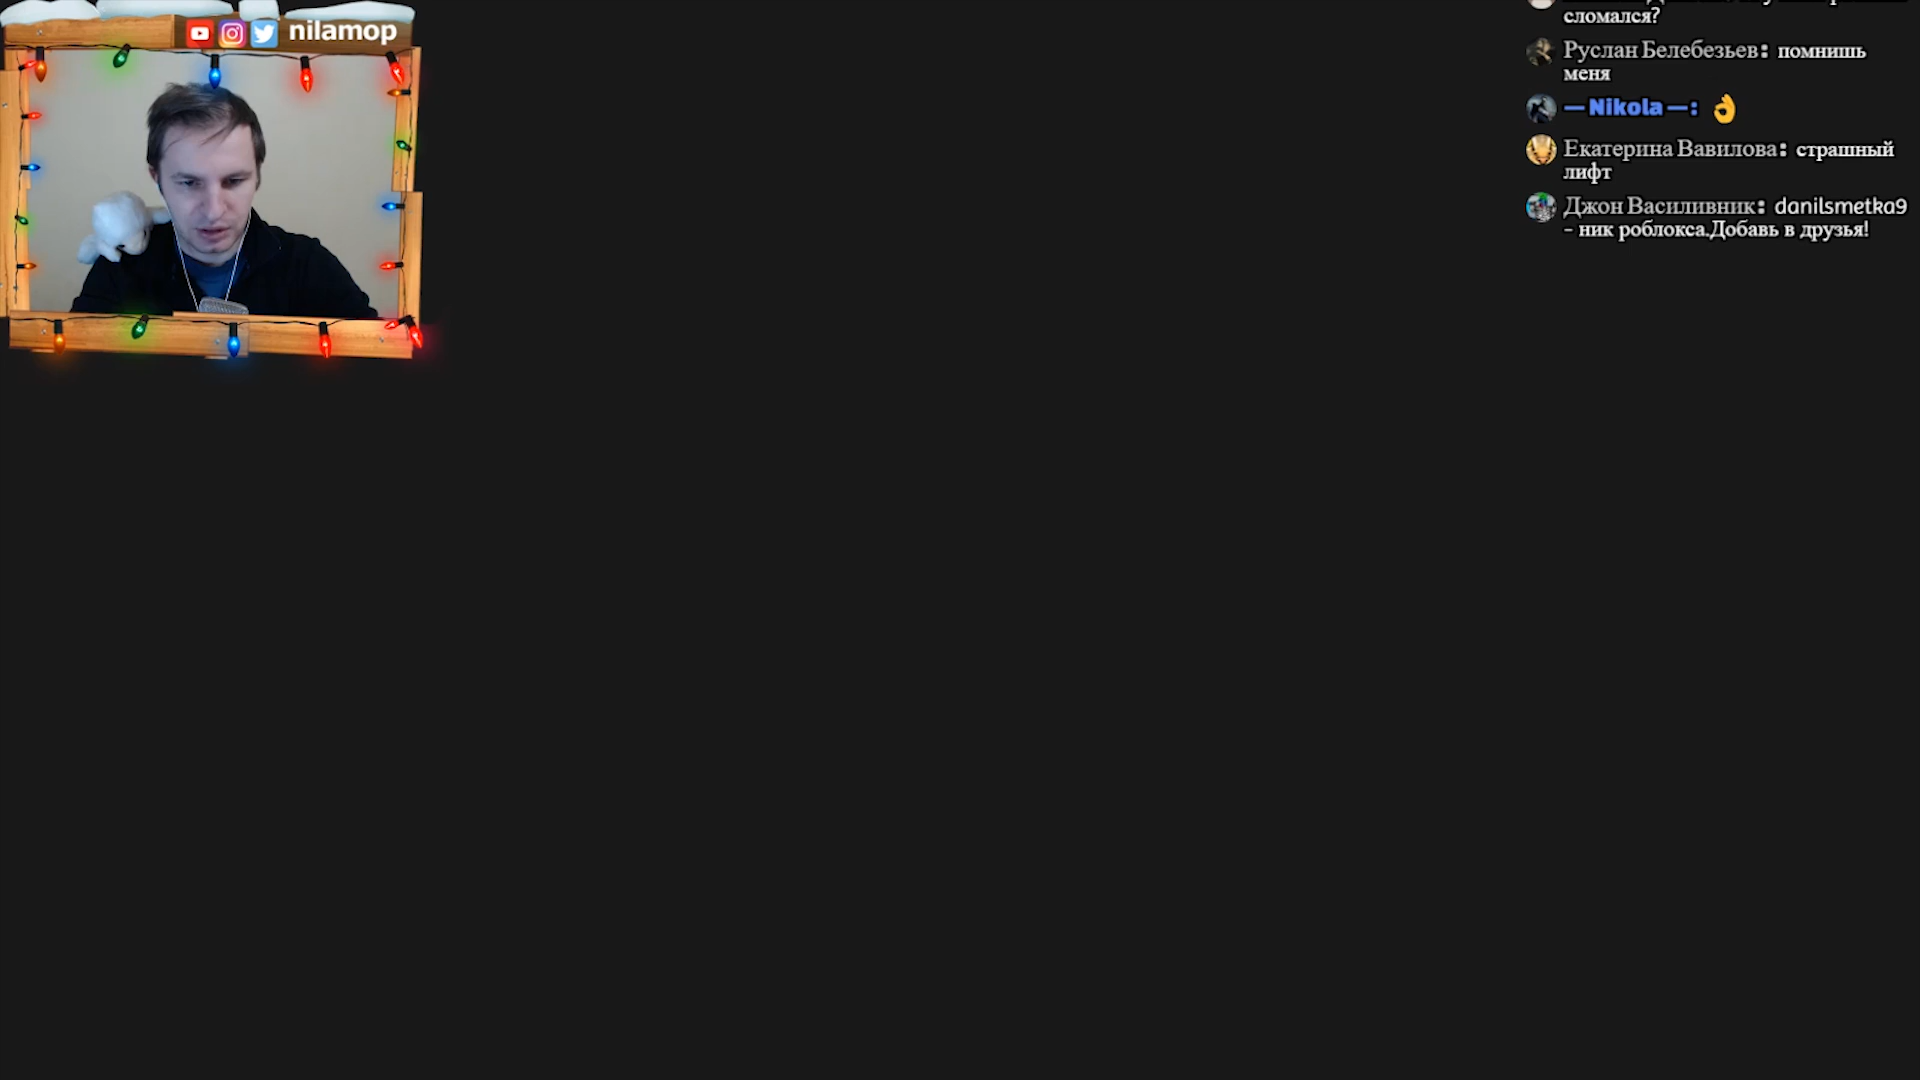 nilamop
сломался?
Руслан Белебезьев: помнишь
меня
— Nikola —: 👌
Екатерина Вавилова: страшный
лифт
Джон Василивник: danilsmetka9
- ник роблокса.Добавь в друзья!